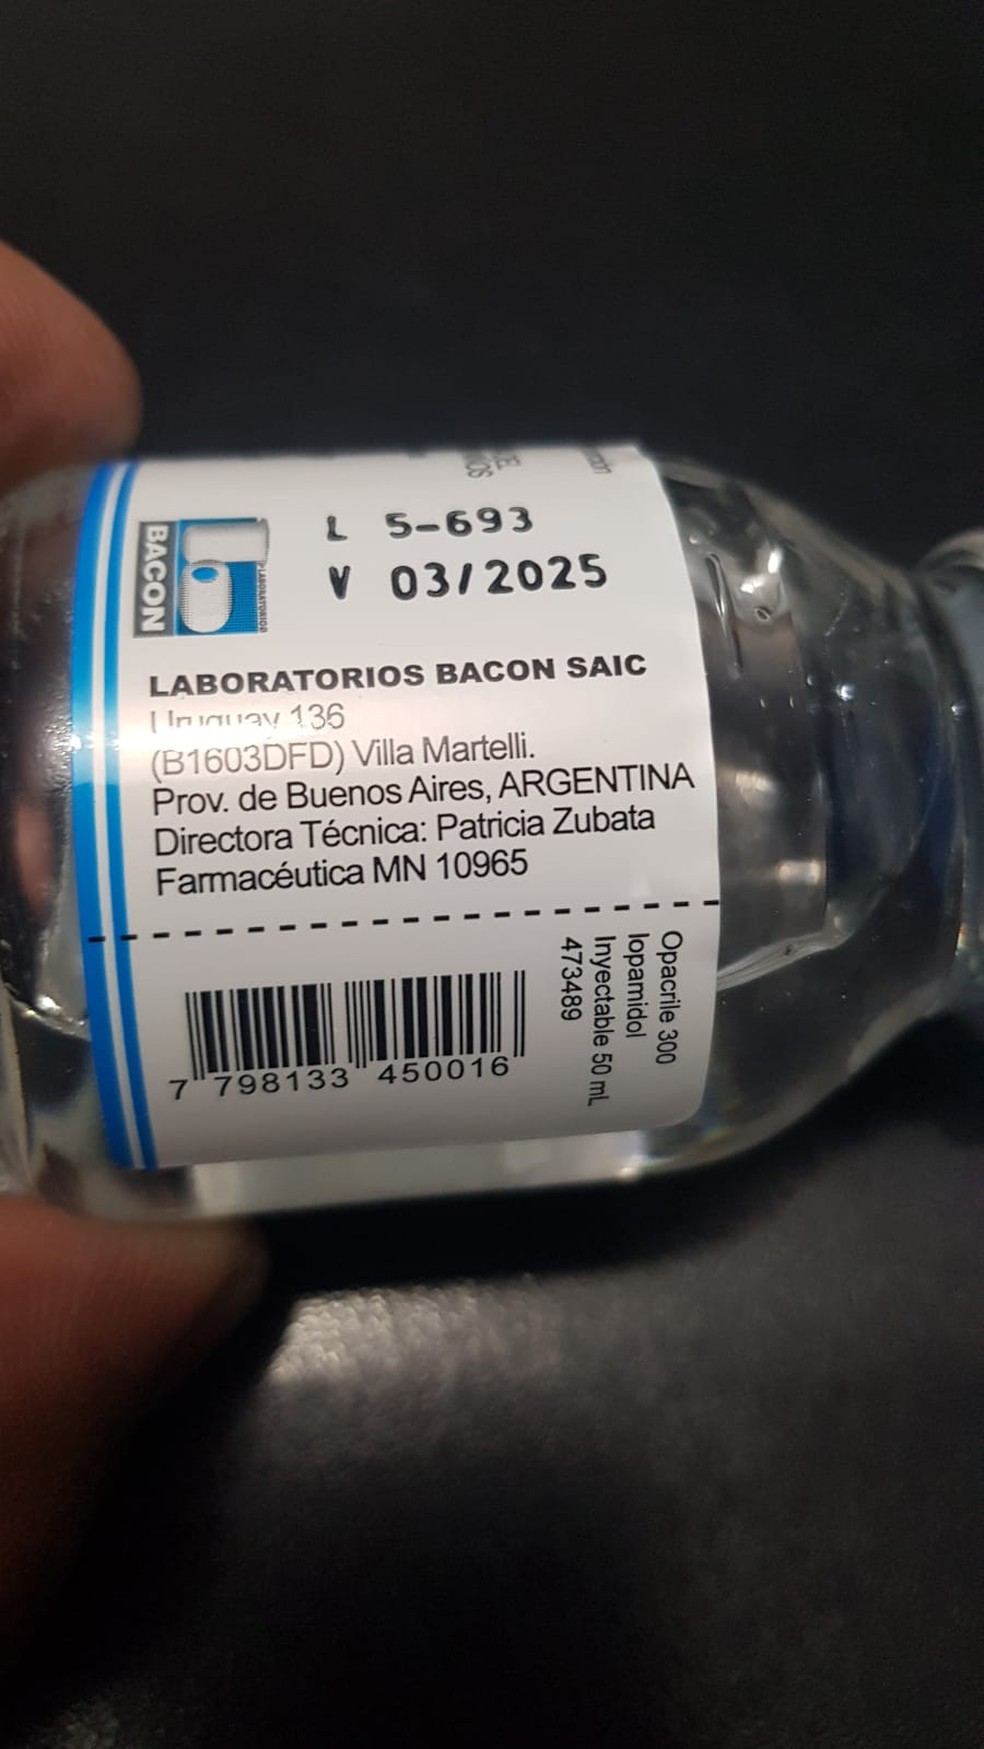 BACON
LABORATORIOS
L 5-693
V 03/2025
LABORATORIOS BACON SAIC
Uruguay 136
(B1603DFD) Villa Martelli.
Prov. de Buenos Aires, ARGENTINA
Directora Técnica: Patricia Zubata
Farmacéutica MN 10965
7 798133 450016
Opacrile 300
Iopamidol
Inyectable 50 mL
473489